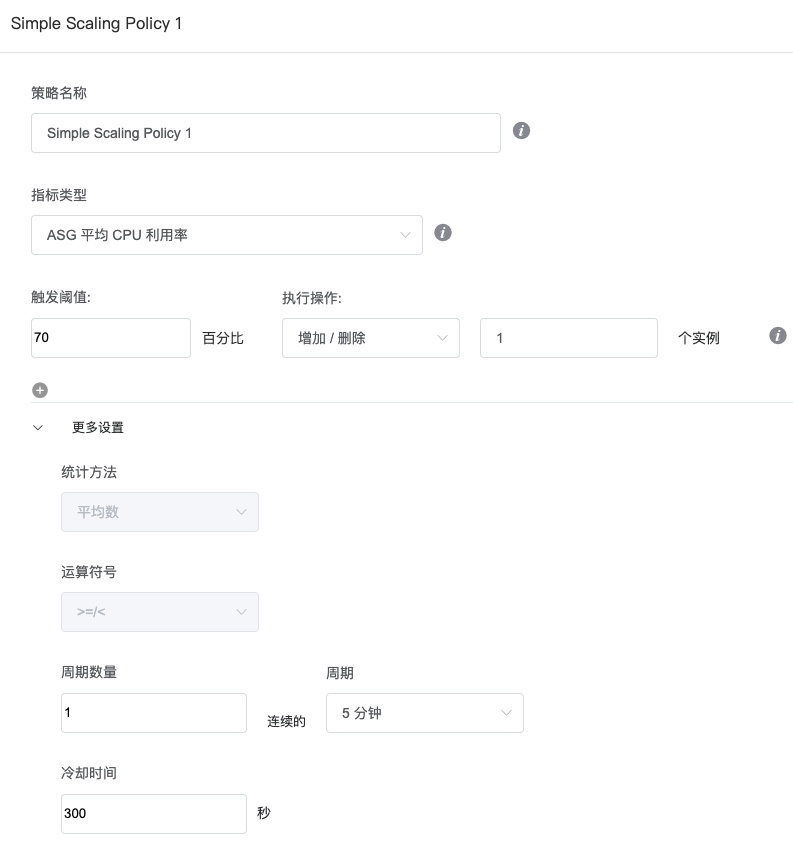 Simple Scaling Policy 1
策略名称
Simple Scaling Policy 1
指标类型
ASG 平均 CPU 利用率
触发阈值: 执行操作:
70 百分比 增加 / 删除 1 个实例
更多设置
统计方法
平均数
运算符号
>=/<
周期数量 周期
1 连续的 5 分钟
冷却时间
300 秒